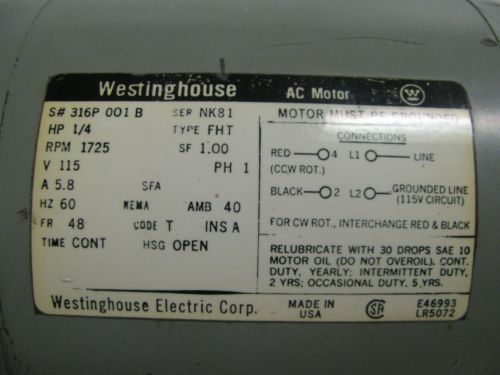 Westinghouse AC Motor W
S# 316P 001 B SER NK81
HP 1/4 TYPE FHT
RPM 1725 SF 1.00
V 115 PH 1
A 5.8 SFA
HZ 60 NEMA AMB 40
FR 48 CODE T INS A
TIME CONT HSG OPEN
MOTOR MUST BE GROUNDED
CONNECTIONS
RED 4 L1 LINE
(CCW ROT.)
BLACK 2 L2 GROUNDED LINE
(115V CIRCUIT)
FOR CW ROT., INTERCHANGE RED & BLACK
RELUBRICATE WITH 30 DROPS SAE 10
MOTOR OIL (DO NOT OVEROIL). CONT.
DUTY, YEARLY; INTERMITTENT DUTY,
2 YRS; OCCASIONAL DUTY, 5 YRS.
Westinghouse Electric Corp. MADE IN
USA
SA
E46993
LR5072